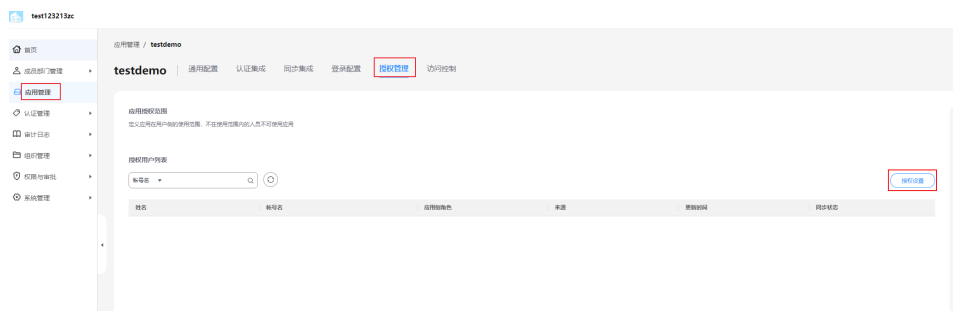 test123213zc
首页
成员部门管理
应用管理
认证管理
审计日志
组织管理
权限与审批
系统管理
应用管理 / testdemo
testdemo 通用配置 认证集成 同步集成 登录配置 授权管理 访问控制
应用授权范围
定义应用在用户侧的使用范围，不在使用范围内的人员不可使用应用
授权用户列表
帐号名
授权设置
姓名 帐号名 应用侧角色 来源 更新时间 同步状态